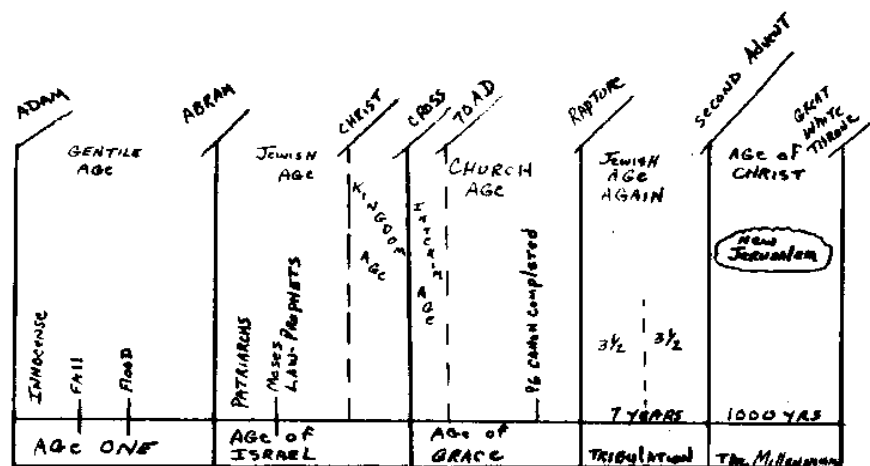 ADAM
ABRAM
CHRIST
CROSS
70 A.D
RAPTURE
SECOND ADVENT
GREAT
WHITE
THRONE
GENTILE
AGE
JEWISH
AGE
KINGDOM
AGE
INTERIM
AGE
CHURCH
AGE
JEWISH
AGE
AGAIN
AGE of
CHRIST
NEW
JERUSALEM
INNOCENSE
FALL
FLOOD
PATRIARCHS
MOSES
LAW-PROPHETS
96 CANON COMPLETED
3½
3½
7 YEARS
1000 YRS
AGE ONE
AGE of
ISRAEL
AGE of
GRACE
TRIBULATION
THE MILLENNIUM